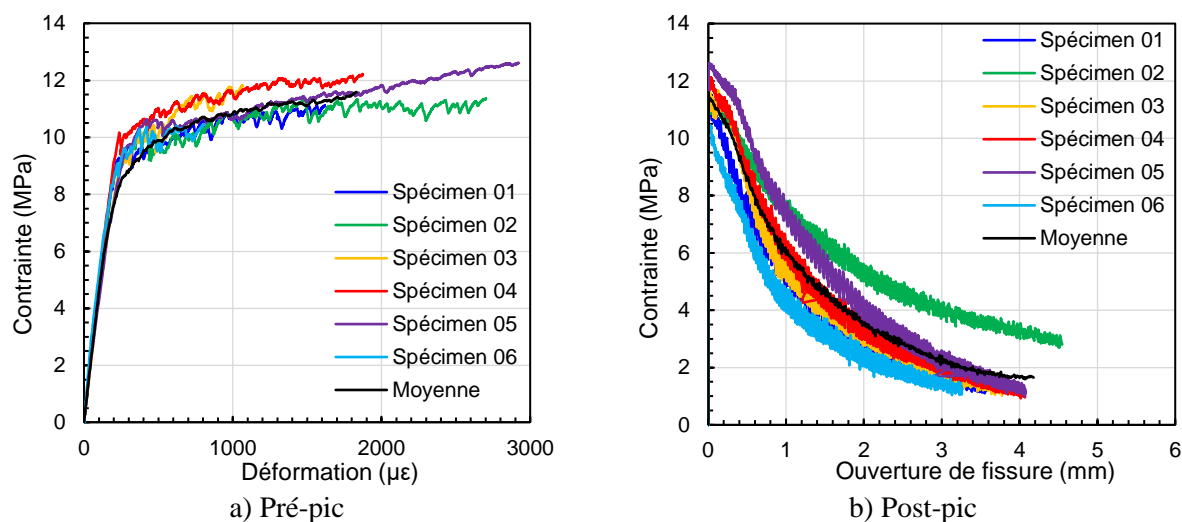 14
12
10
8
6
4
2
0
Contrainte (MPa)
0 1000 2000 3000
Déformation (µε)
Spécimen 01
Spécimen 02
Spécimen 03
Spécimen 04
Spécimen 05
Spécimen 06
Moyenne
a) Pré-pic
14
12
10
8
6
4
2
0
Contrainte (MPa)
0 1 2 3 4 5 6
Ouverture de fissure (mm)
Spécimen 01
Spécimen 02
Spécimen 03
Spécimen 04
Spécimen 05
Spécimen 06
Moyenne
b) Post-pic